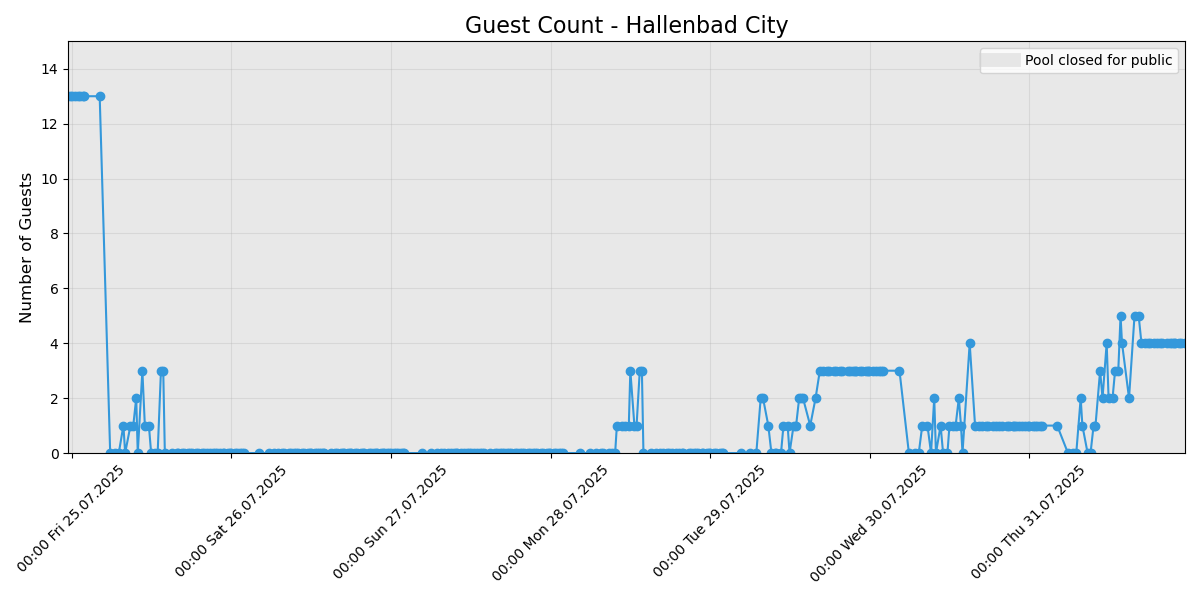 Guest Count - Hallenbad City
Pool closed for public
Number of Guests
14
12
10
8
6
4
2
0
00:00 Fri 25.07.2025
00:00 Sat 26.07.2025
00:00 Sun 27.07.2025
00:00 Mon 28.07.2025
00:00 Tue 29.07.2025
00:00 Wed 30.07.2025
00:00 Thu 31.07.2025